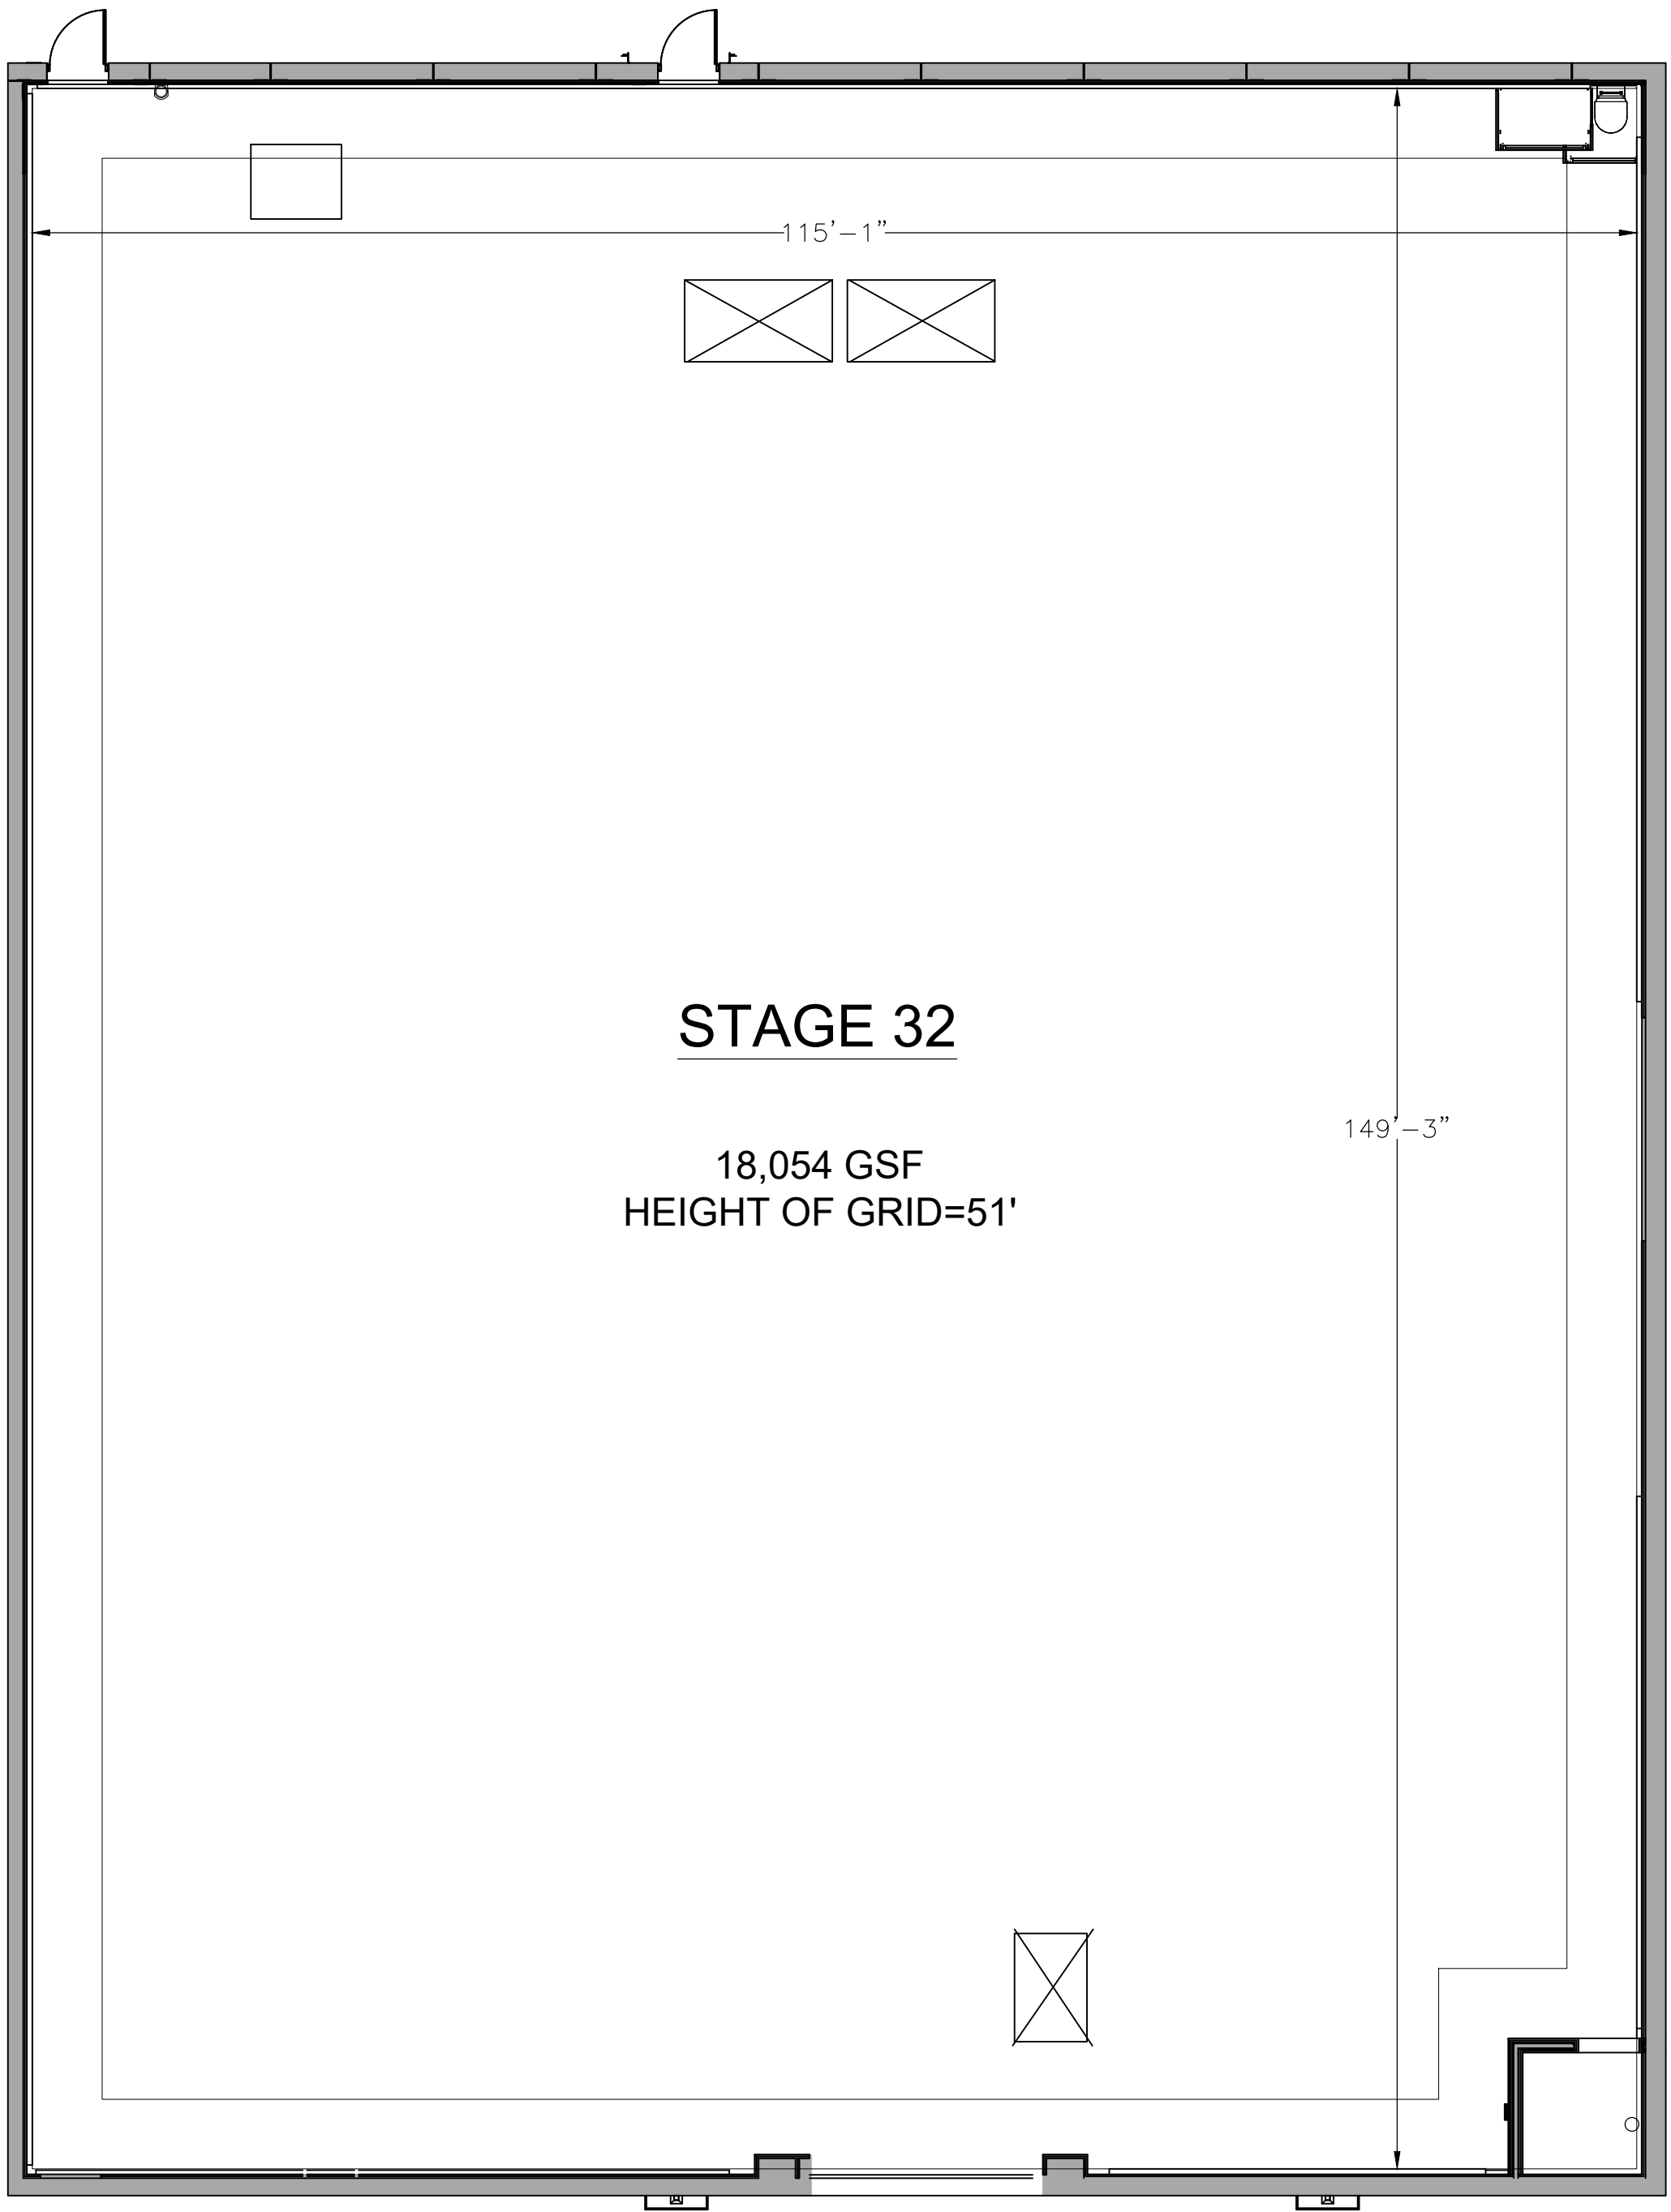 115'-1"
STAGE 32
149'-3"
18,054 GSF
HEIGHT OF GRID=51'